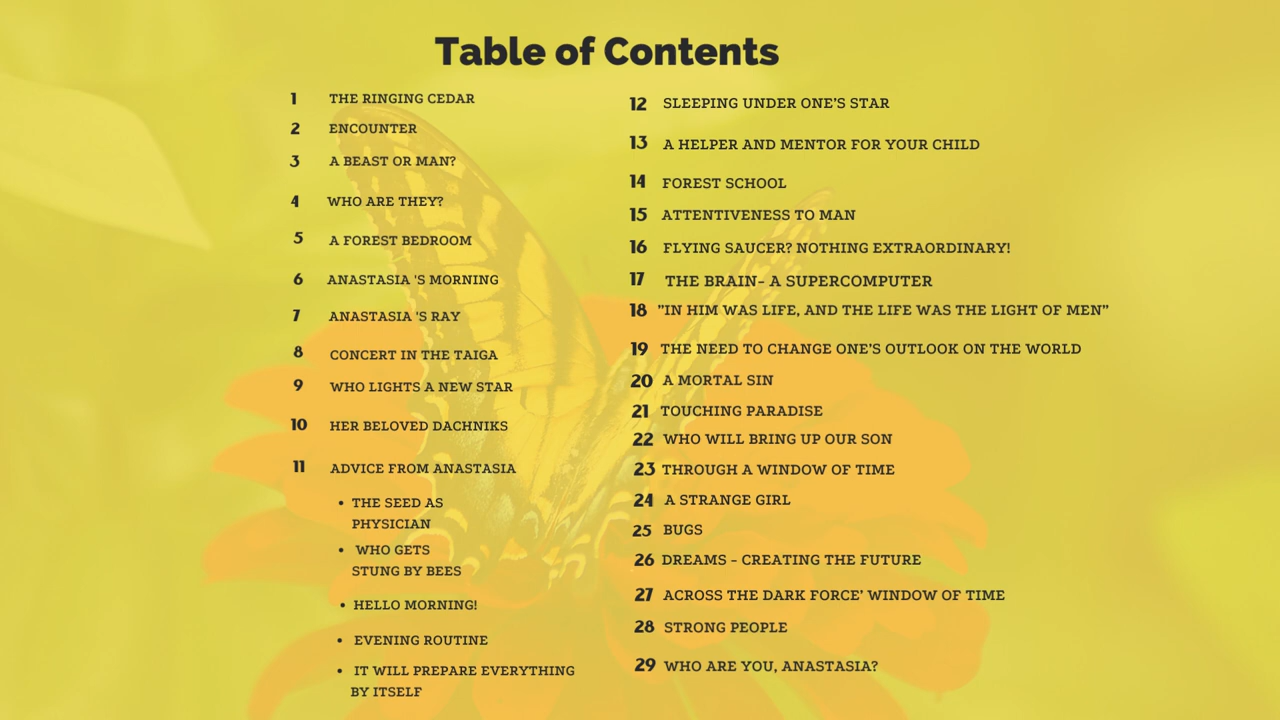 Table of Contents
1 THE RINGING CEDAR
2 ENCOUNTER
3 A BEAST OR MAN?
4 WHO ARE THEY?
5 A FOREST BEDROOM
6 ANASTASIA 'S MORNING
7 ANASTASIA 'S RAY
8 CONCERT IN THE TAIGA
9 WHO LIGHTS A NEW STAR
10 HER BELOVED DACHNIKS
11 ADVICE FROM ANASTASIA
• THE SEED AS
PHYSICIAN
• WHO GETS
STUNG BY BEES
• HELLO MORNING!
• EVENING ROUTINE
• IT WILL PREPARE EVERYTHING
BY ITSELF
12 SLEEPING UNDER ONE'S STAR
13 A HELPER AND MENTOR FOR YOUR CHILD
14 FOREST SCHOOL
15 ATTENTIVENESS TO MAN
16 FLYING SAUCER? NOTHING EXTRAORDINARY!
17 THE BRAIN- A SUPERCOMPUTER
18 "IN HIM WAS LIFE, AND THE LIFE WAS THE LIGHT OF MEN"
19 THE NEED TO CHANGE ONE'S OUTLOOK ON THE WORLD
20 A MORTAL SIN
21 TOUCHING PARADISE
22 WHO WILL BRING UP OUR SON
23 THROUGH A WINDOW OF TIME
24 A STRANGE GIRL
25 BUGS
26 DREAMS - CREATING THE FUTURE
27 ACROSS THE DARK FORCE' WINDOW OF TIME
28 STRONG PEOPLE
29 WHO ARE YOU, ANASTASIA?